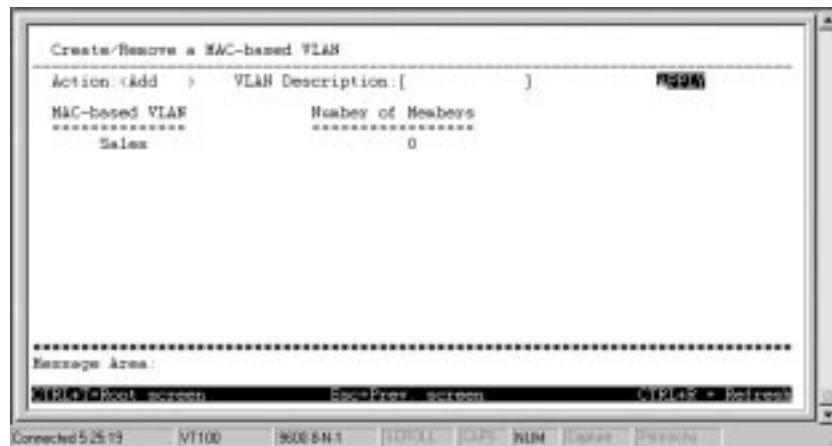 Create/Remove a MAC-based VLAN
Action:<Add > VLAN Description:[ ] APPLY
MAC-based VLAN Number of Members
Sales 0
Message Area:
CTRL+T=Root screen Esc=Prev. screen CTRL+R = Refresh
Connected 5:25:19 VT100 9600 8-N-1 SCROLL CAPS NUM Capture